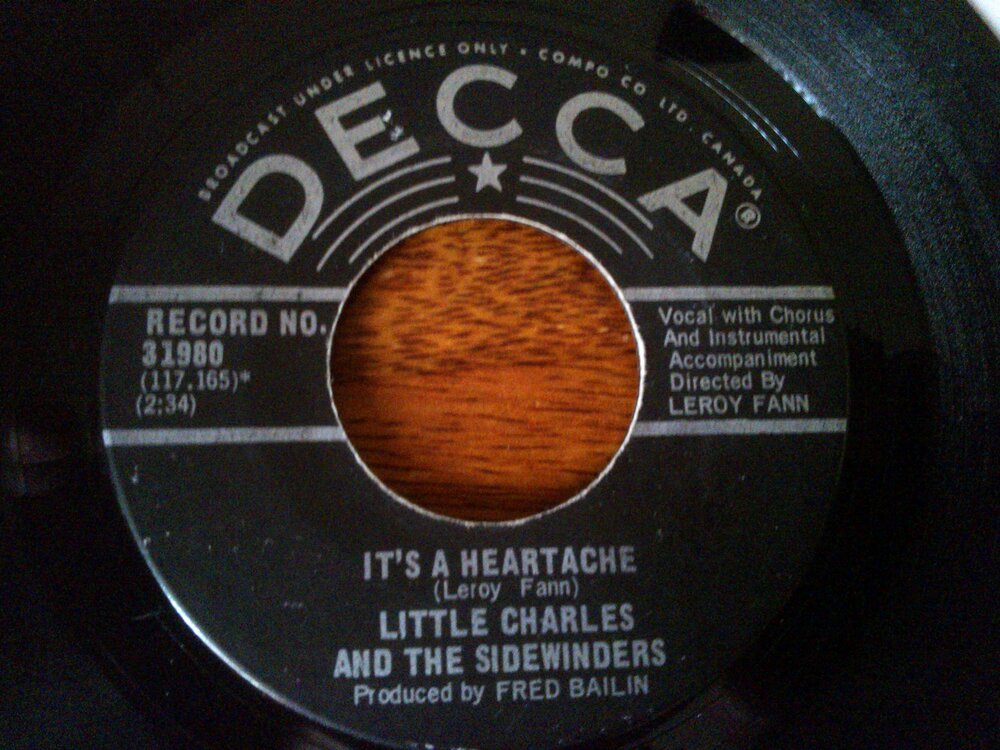 BROADCAST UNDER LICENCE ONLY • COMPO CO LTD. CANADA
DECCA®
RECORD NO.
31980
(117,165)*
(2:34)
Vocal with Chorus
And Instrumental
Accompaniment
Directed By
LEROY FANN
IT'S A HEARTACHE
(Leroy Fann)
LITTLE CHARLES
AND THE SIDEWINDERS
Produced by FRED BAILIN